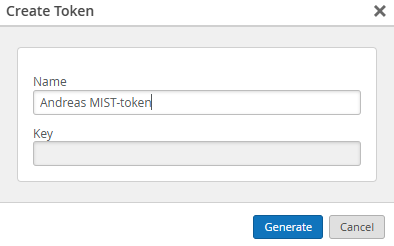 Create Token
Name
Andreas MIST-token
Key
Generate
Cancel